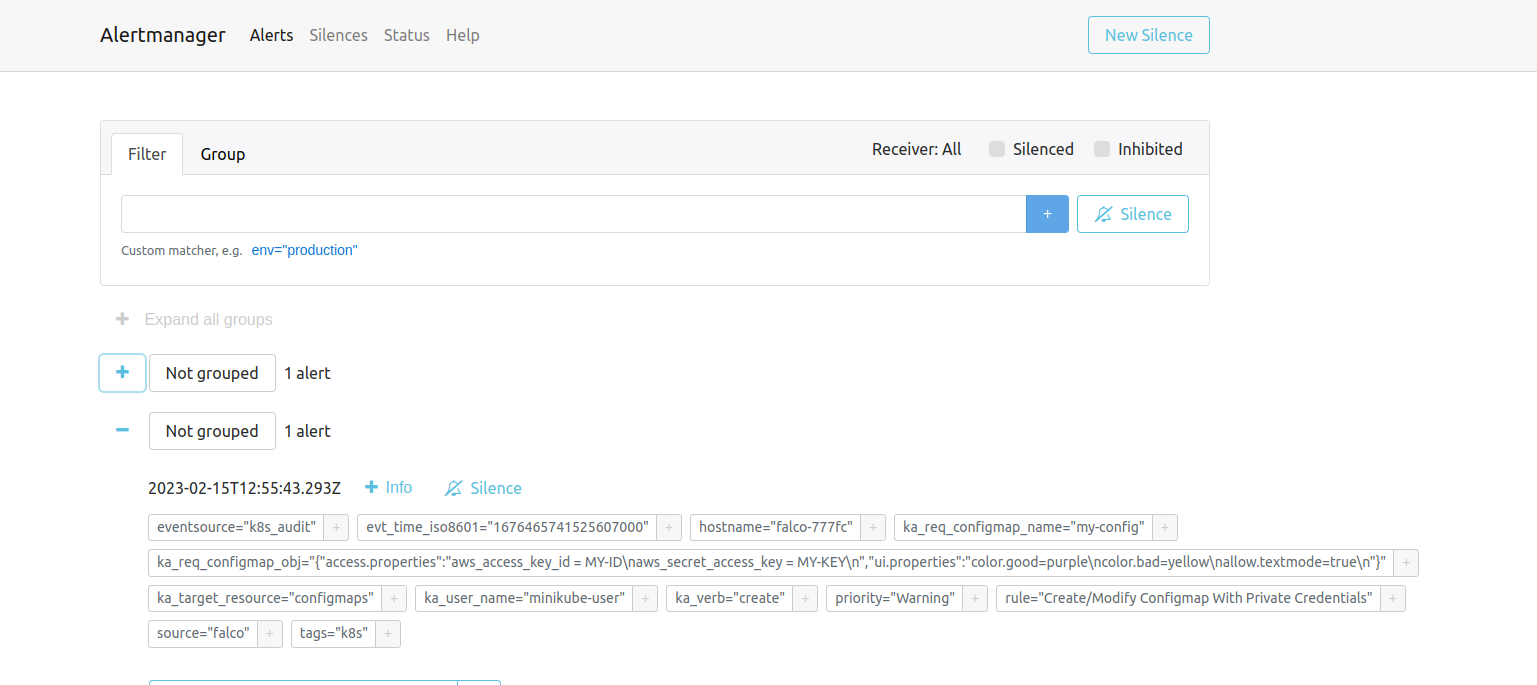 Alertmanager Alerts Silences Status Help New Silence
Filter Group Receiver: All Silenced Inhibited
+ Silence
Custom matcher, e.g. env="production"
+ Expand all groups
+ Not grouped 1 alert
− Not grouped 1 alert
2023-02-15T12:55:43.293Z + Info Silence
eventsource="k8s_audit" + evt_time_iso8601="1676465741525607000" + hostname="falco-777fc" + ka_req_configmap_name="my-config" +
ka_req_configmap_obj="{"access.properties":"aws_access_key_id = MY-ID\naws_secret_access_key = MY-KEY\n","ui.properties":"color.good=purple\ncolor.bad=yellow\nallow.textmode=true\n"}" +
ka_target_resource="configmaps" + ka_user_name="minikube-user" + ka_verb="create" + priority="Warning" + rule="Create/Modify Configmap With Private Credentials" +
source="falco" + tags="k8s" +